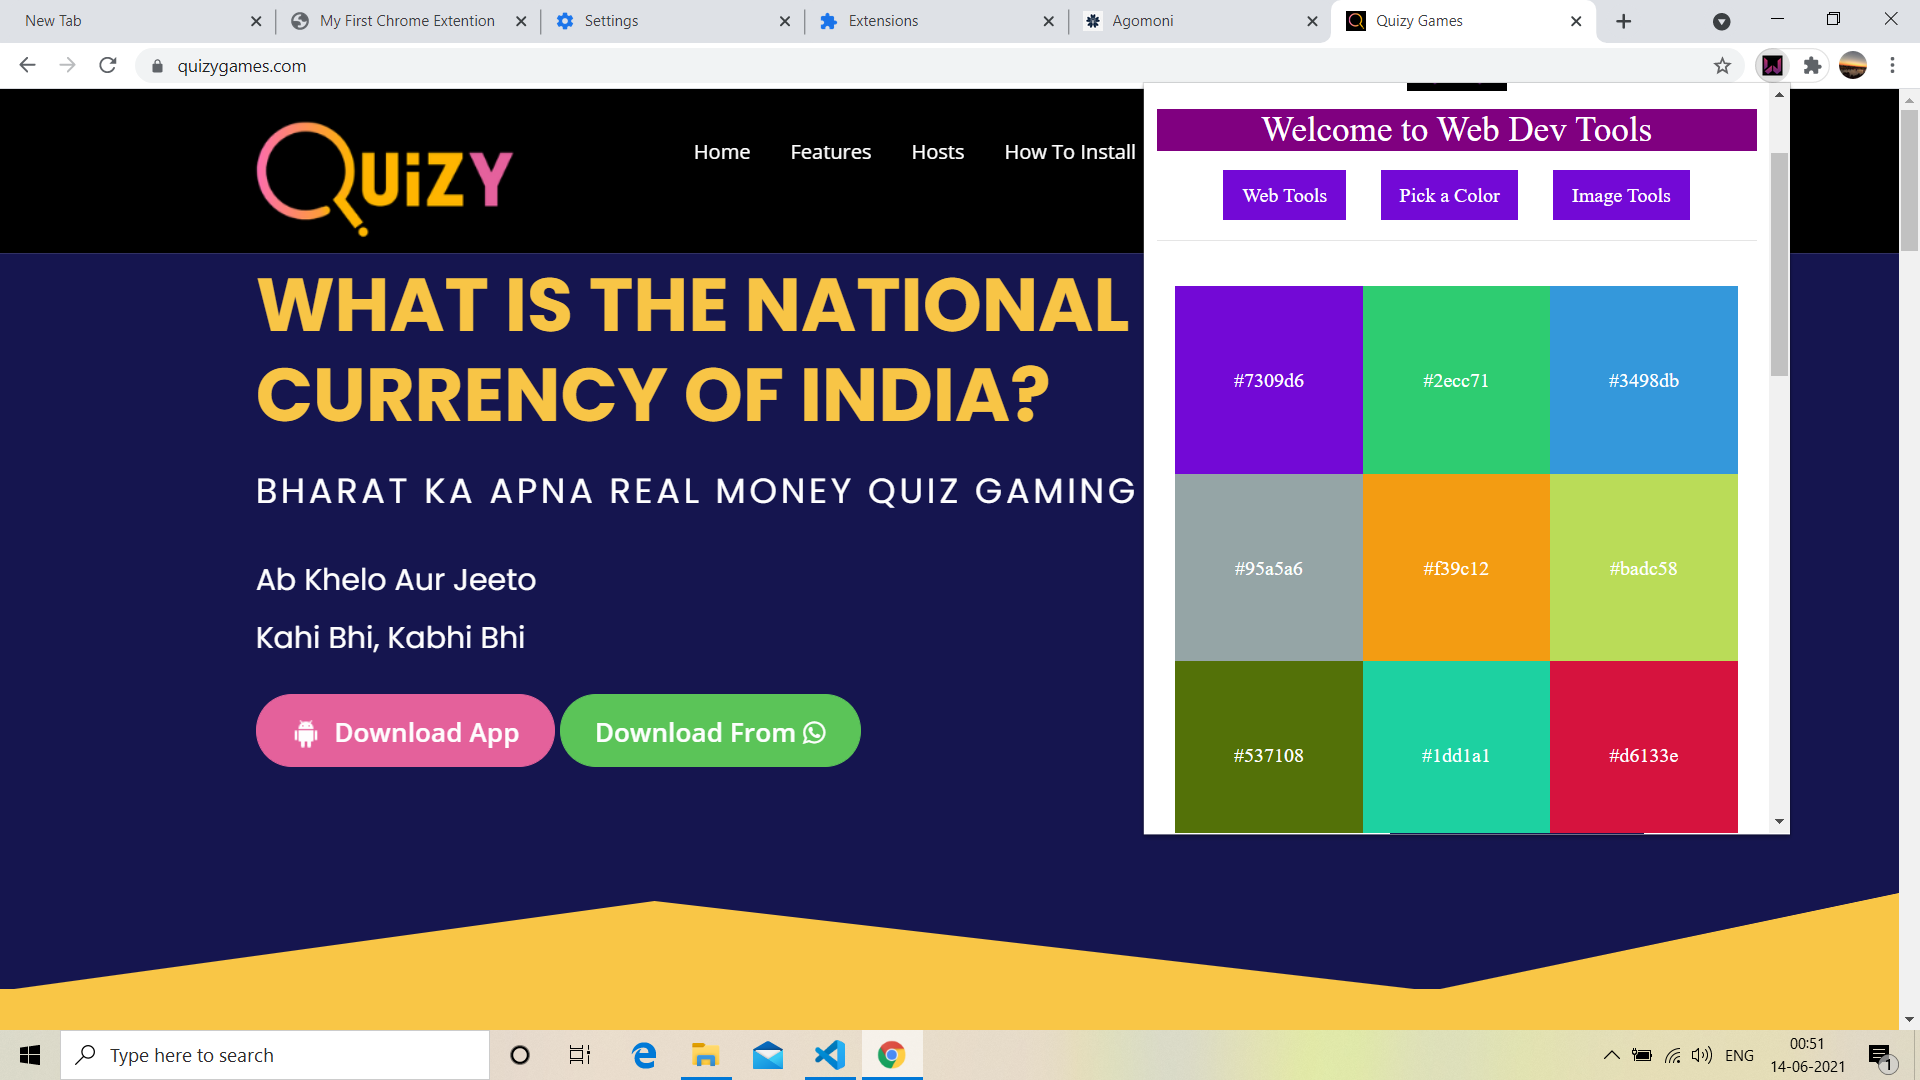 New Tab
My First Chrome Extention
Settings
Extensions
Agomoni
Quizy Games
quizygames.com
QUiZY
Home Features Hosts How To Install
WHAT IS THE NATIONAL
CURRENCY OF INDIA?
BHARAT KA APNA REAL MONEY QUIZ GAMING
Ab Khelo Aur Jeeto
Kahi Bhi, Kabhi Bhi
Download App
Download From
Welcome to Web Dev Tools
Web Tools
Pick a Color
Image Tools
#7309d6 #2ecc71 #3498db
#95a5a6 #f39c12 #badc58
#537108 #1dd1a1 #d6133e
Type here to search
ENG
00:51
14-06-2021
1